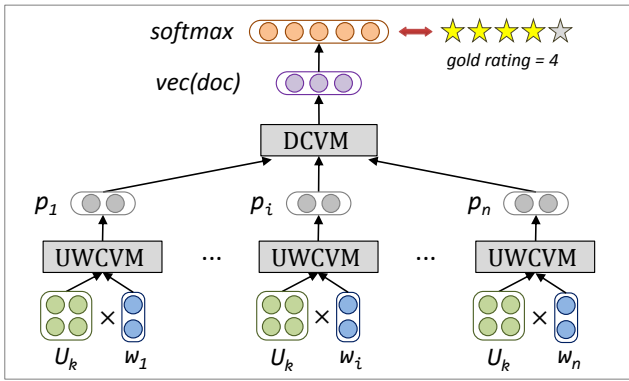 softmax
gold rating = 4
vec(doc)
DCVM
p1 pi pn
UWCVM ... UWCVM ... UWCVM
× × ×
Uk w1 Uk wi Uk wn